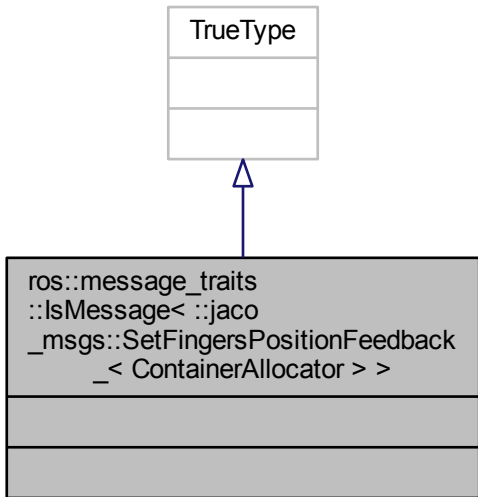 TrueType
ros::message_traits
::IsMessage< ::jaco
_msgs::SetFingersPositionFeedback
_< ContainerAllocator > >